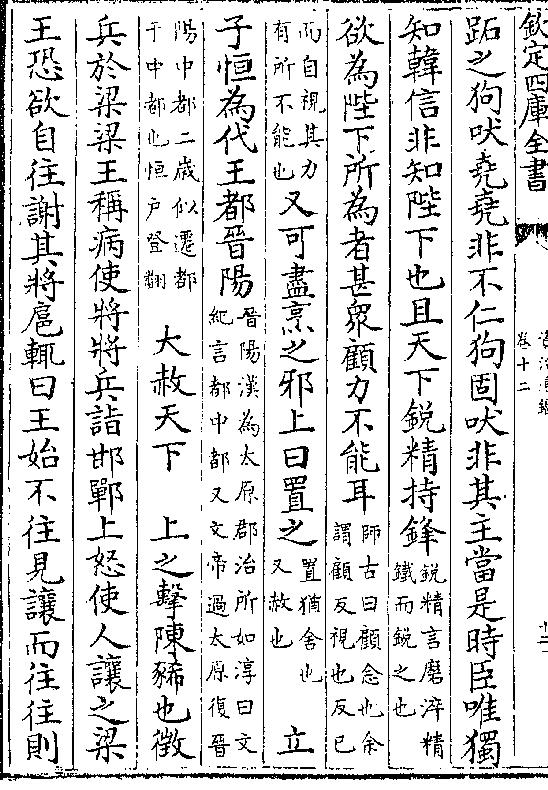 欽定四庫全書
卷十二
跖之狗吠堯堯非不仁狗固吠非其主當是時臣唯獨
知韓信非知陛下也且天下銳精持鋒銳精言磨淬精鐵而銳之也
欲為陛下所為者甚衆顧力不能耳師古曰顧念也余謂顧反視也反已
而自視其力有所不能也又可盡烹之邪上曰置之置猶舍也又赦也 立
子恒為代王都晉陽晉陽漢為太原郡治所如淳曰文紀言都中都又文帝過太原復晉
陽中都二歲似遷都于中都也恒户登翻 大赦天下 上之擊陳豨也徵
兵於梁梁王稱病使將將兵詣邯鄲上怒使人讓之梁
王恐欲自往謝其將扈輒曰王始不往見讓而往往則